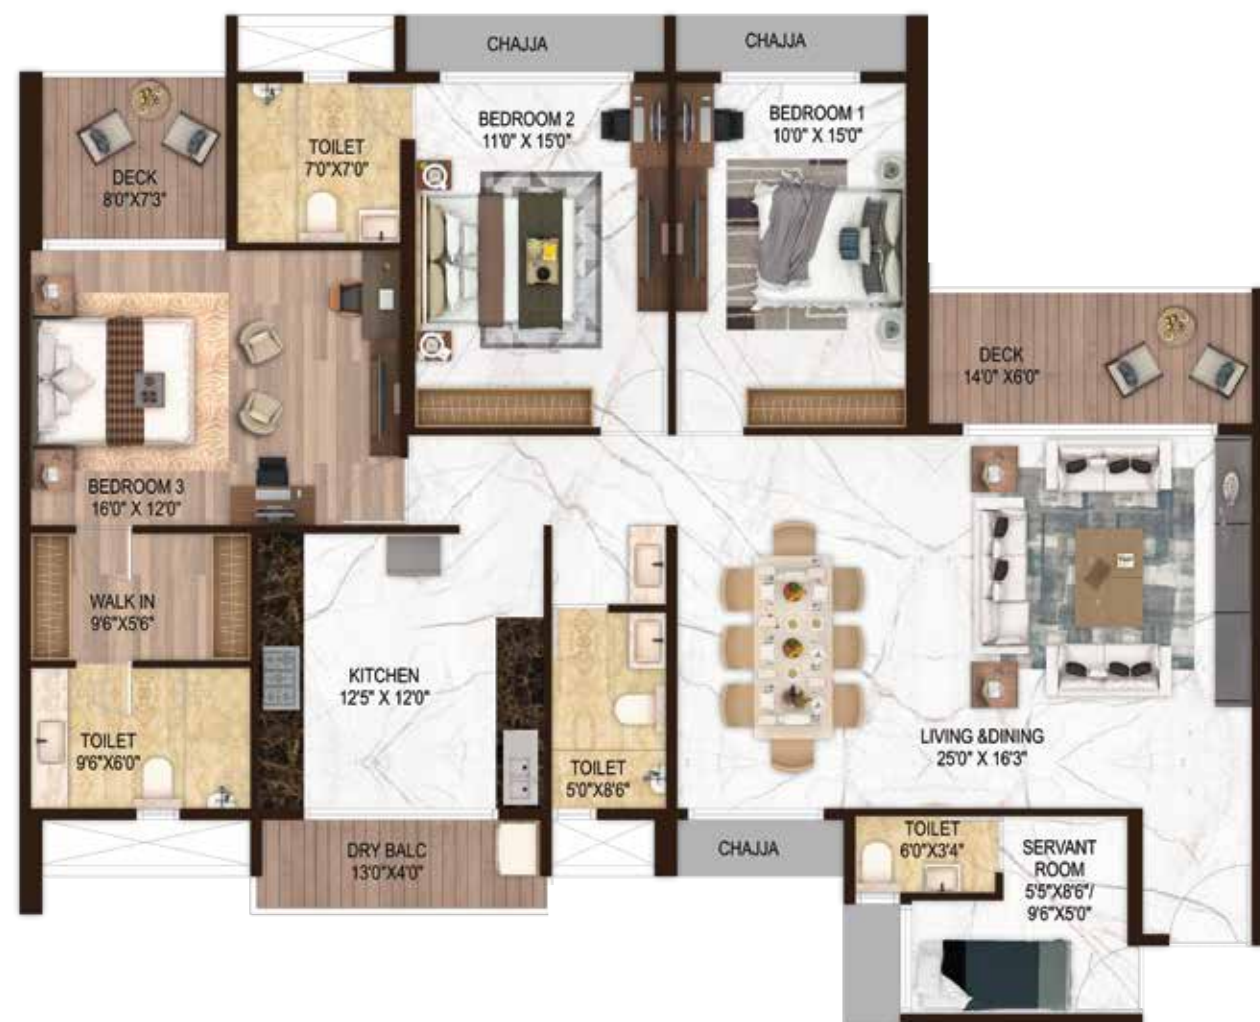 CHAJJA
CHAJJA
BEDROOM 2
11'0" X 15'0"
BEDROOM 1
10'0" X 15'0"
TOILET
7'0"X7'0"
DECK
8'0"X7'3"
DECK
14'0" X6'0"
BEDROOM 3
16'0" X 12'0"
WALK IN
9'6"X5'6"
KITCHEN
12'5" X 12'0"
TOILET
9'6"X6'0"
LIVING &DINING
25'0" X 16'3"
TOILET
5'0"X8'6"
DRY BALC
13'0"X4'0"
CHAJJA
TOILET
6'0"X3'4"
SERVANT
ROOM
5'5"X8'6"/
9'6"X5'0"